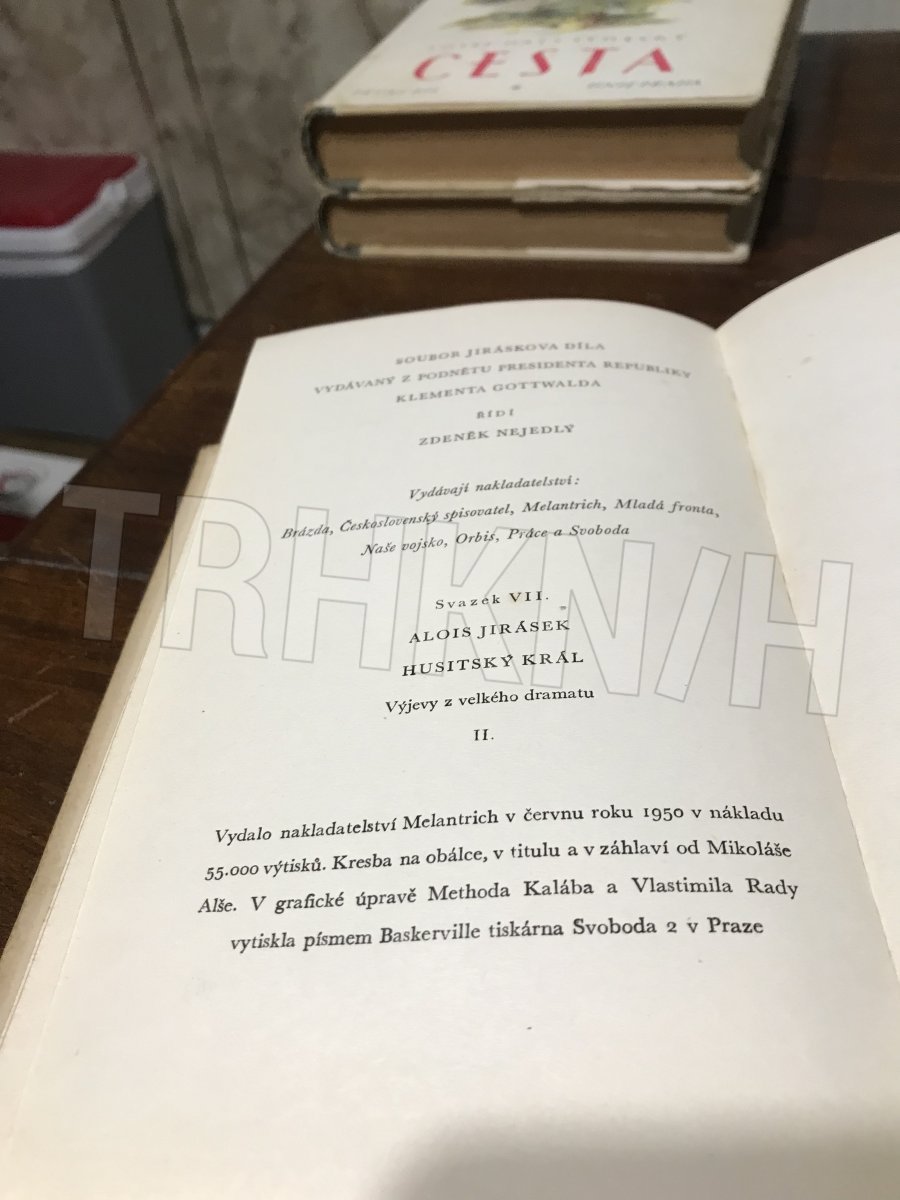 CESTA
SOUBOR JIRÁSKOVA DÍLA
VYDÁVANÝ Z PODNĚTU PRESIDENTA REPUBLIKY
KLEMENTA GOTTWALDA
ŘÍDÍ
ZDENĚK NEJEDLÝ
Vydávají nakladatelství:
Brázda, Československý spisovatel, Melantrich, Mladá fronta,
Naše vojsko, Orbis, Práce a Svoboda
Svazek VII.
ALOIS JIRÁSEK
HUSITSKÝ KRÁL
Výjevy z velkého dramatu
II.
Vydalo nakladatelství Melantrich v červnu roku 1950 v nákladu
55.000 výtisků. Kresba na obálce, v titulu a v záhlaví od Mikoláše
Alše. V grafické úpravě Methoda Kalába a Vlastimila Rady
vytiskla písmem Baskerville tiskárna Svoboda 2 v Praze
TRHKN/H